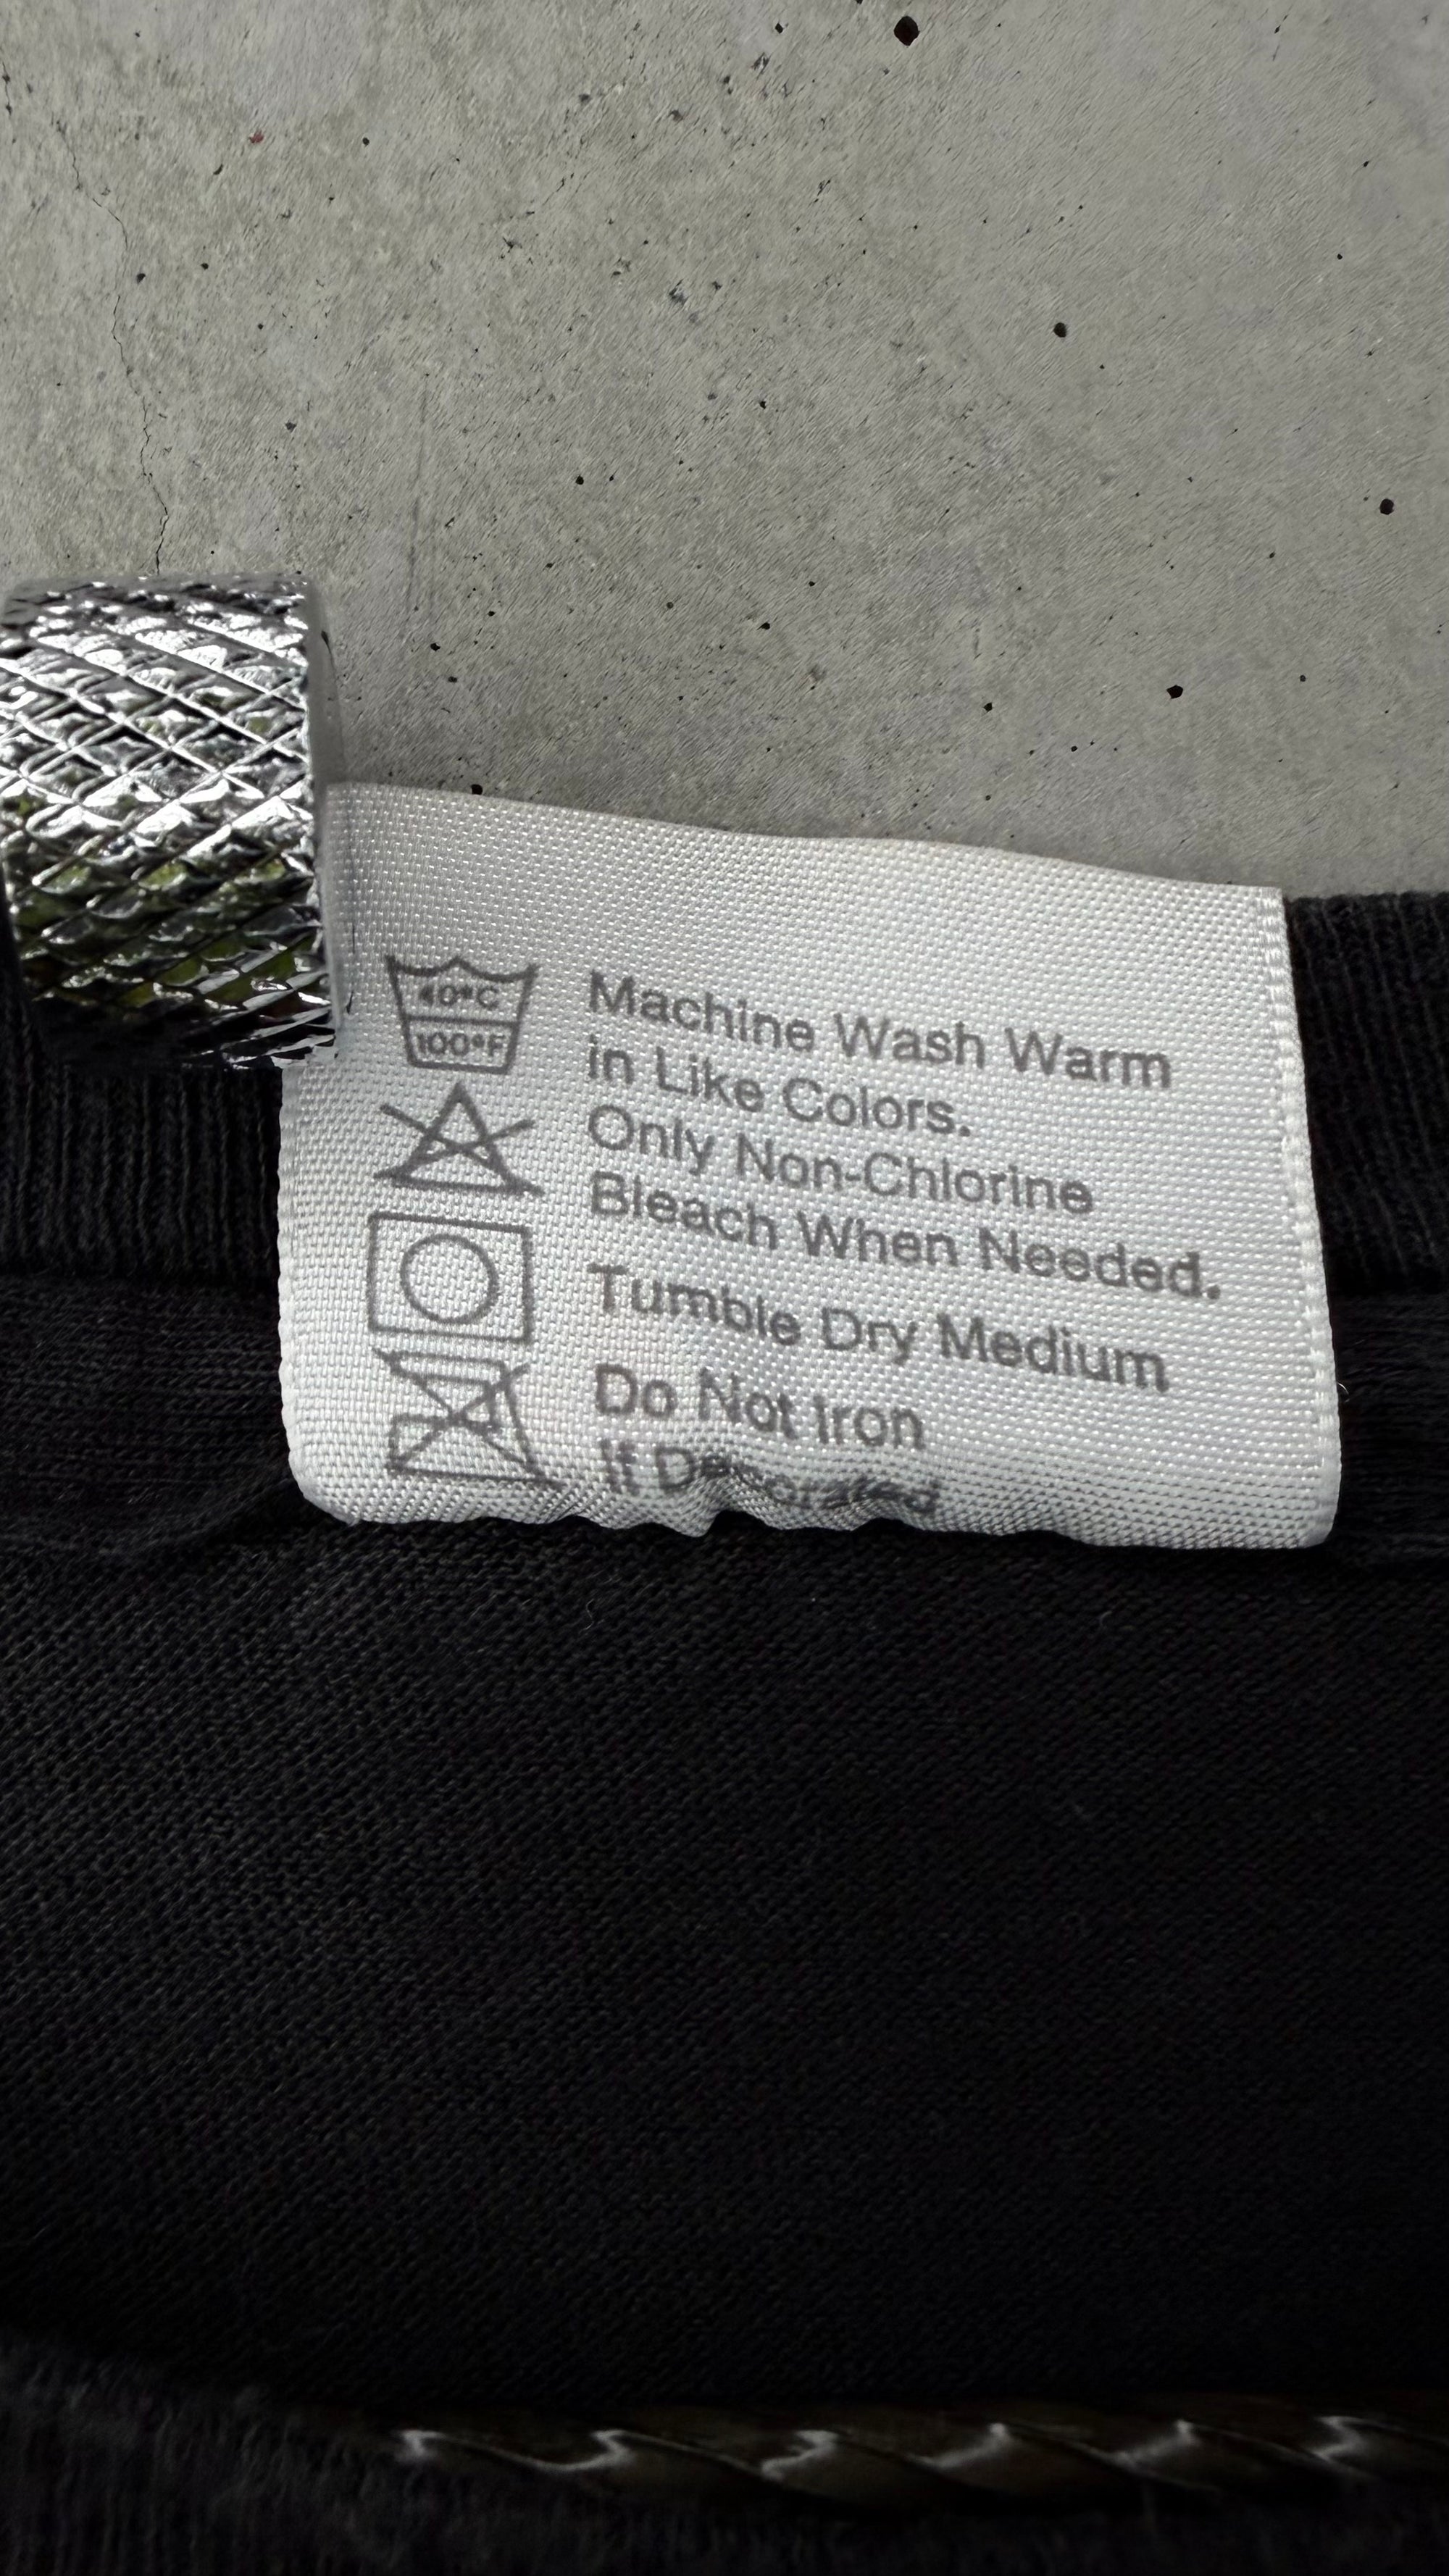 40°C
100°F
Machine Wash Warm
in Like Colors.
Only Non-Chlorine
Bleach When Needed.
Tumble Dry Medium
Do Not Iron
If Decorated